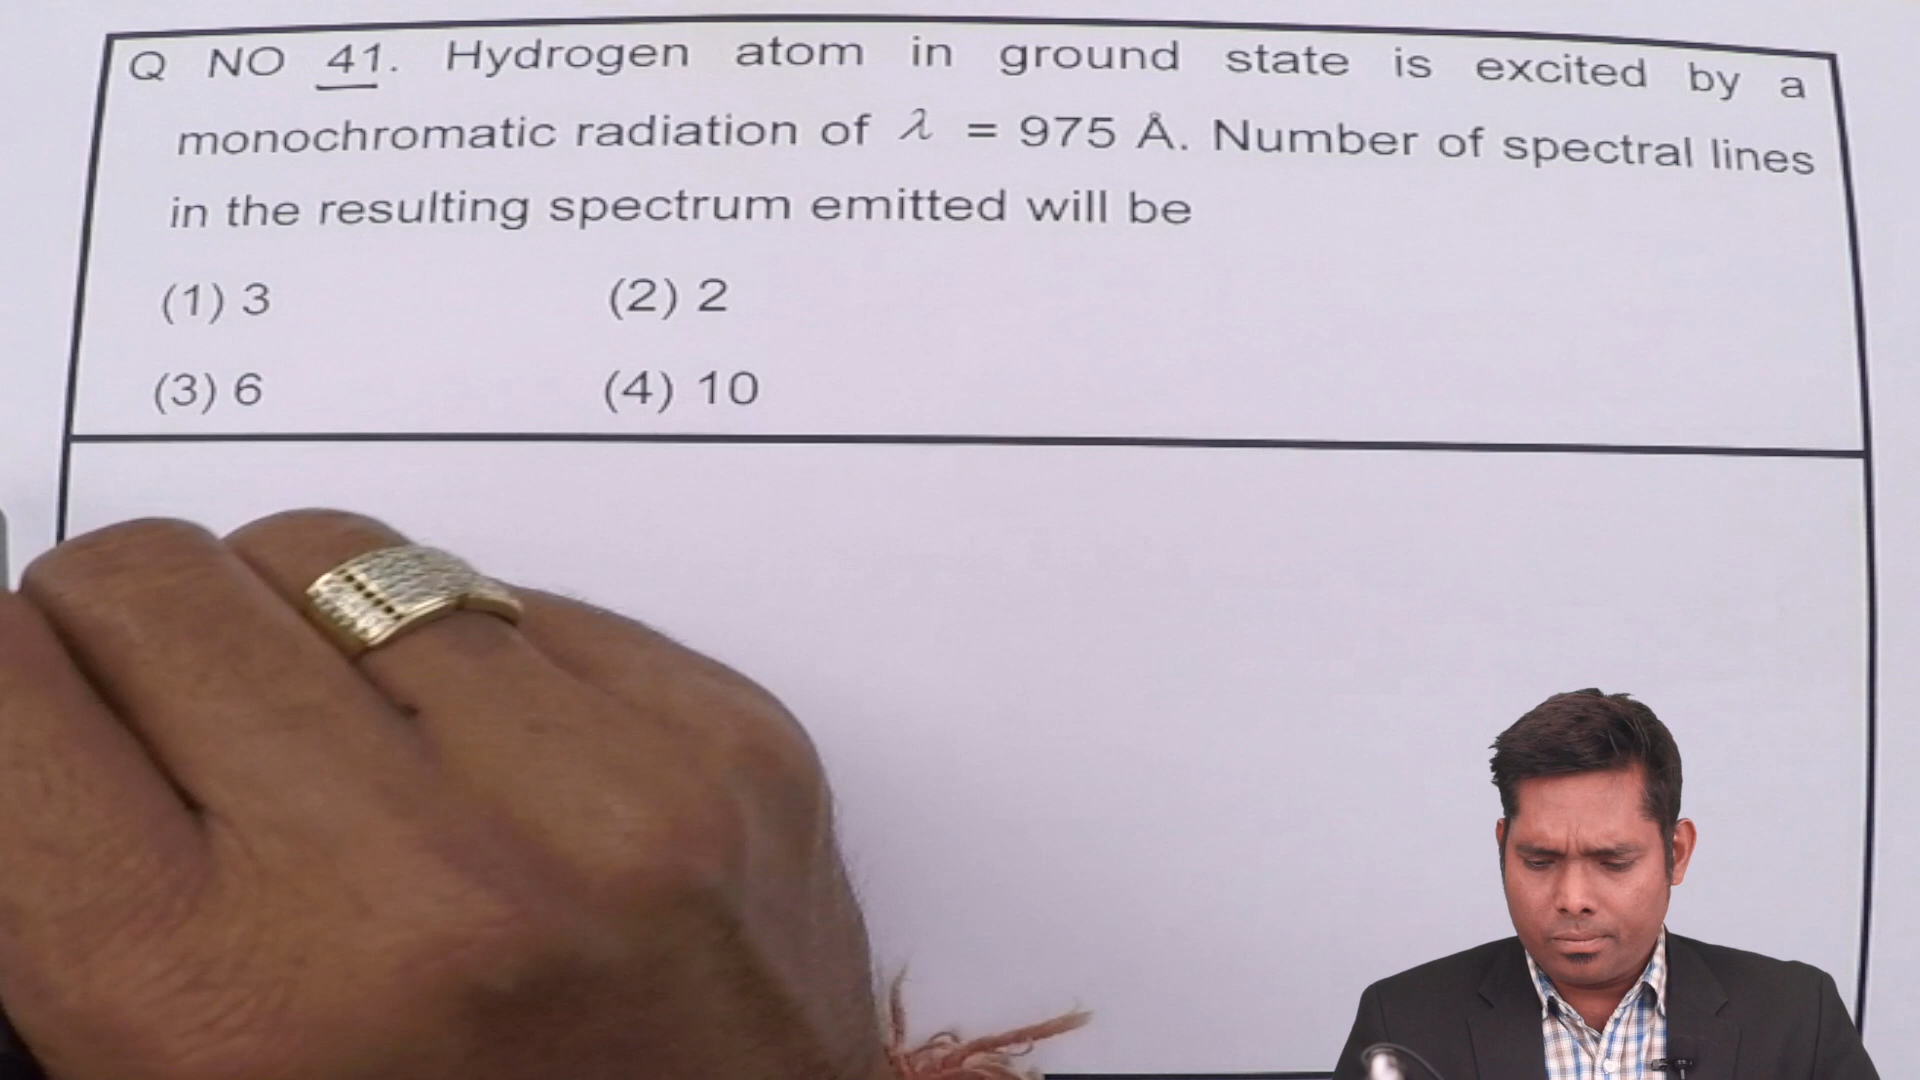 Q NO 41. Hydrogen atom in ground state is excited by a
monochromatic radiation of λ = 975 Å. Number of spectral lines
in the resulting spectrum emitted will be
(1) 3 (2) 2
(3) 6 (4) 10